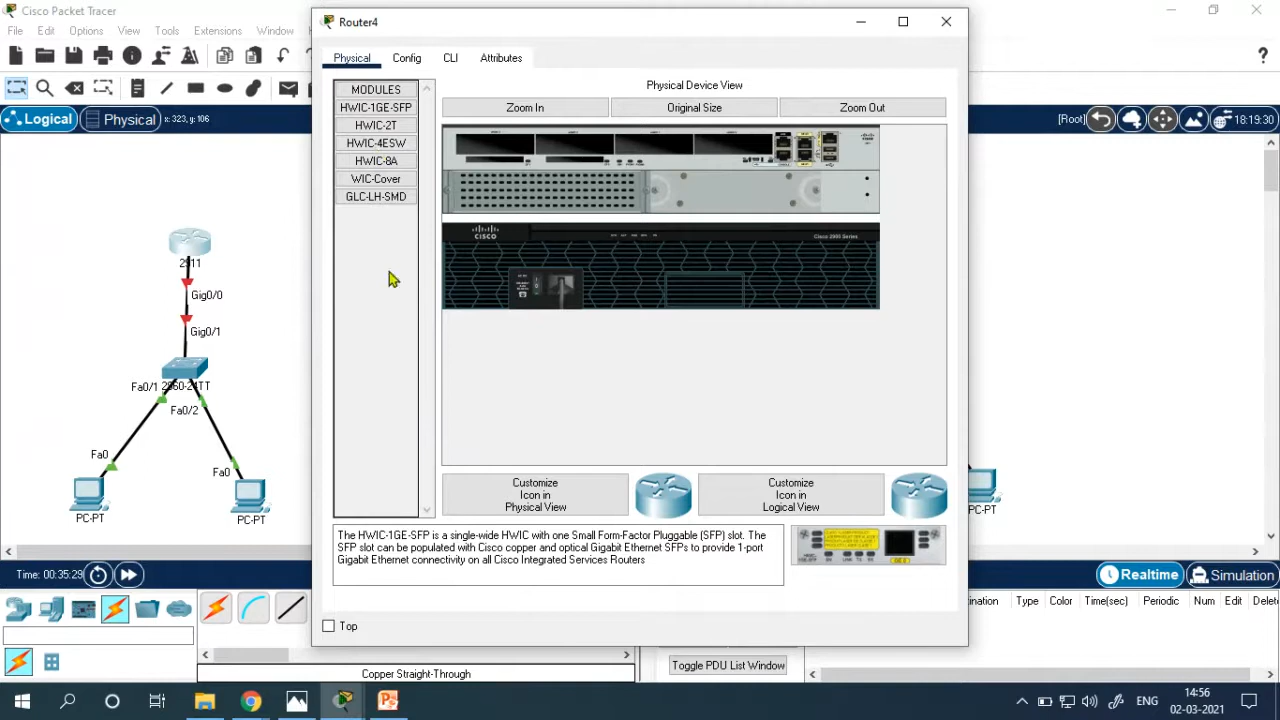 Cisco Packet Tracer
File Edit Options View Tools Extensions Window
Router4
Physical Config CLI Attributes
?
Logical Physical x: 323, y: 106
[Root] 18:19:30
MODULES
HWIC-1GE-SFP
HWIC-2T
HWIC-4ESW
HWIC-8A
WIC-Cover
GLC-LH-SMD
Physical Device View
Zoom In Original Size Zoom Out
CISCO
Cisco 2900 Series
2911
Gig0/0
Gig0/1
Fa0/1
Fa0/2
Fa0
Fa0
PC-PT
PC-PT
PC-PT
Customize
Icon in
Physical View
Customize
Icon in
Logical View
The HWIC-1GE-SFP is a single-wide HWIC with one Small Form-Factor Pluggable (SFP) slot. The
SFP slot can be populated with Cisco copper and optical Gigabit Ethernet SFPs to provide 1-port
Gigabit Ethernet connectivity on all Cisco Integrated Services Routers
Top
Time: 00:35:29
Realtime Simulation
Type Color Time(sec) Periodic Num Edit
Toggle PDU List Window
Copper Straight-Through
ENG
14:56
02-03-2021